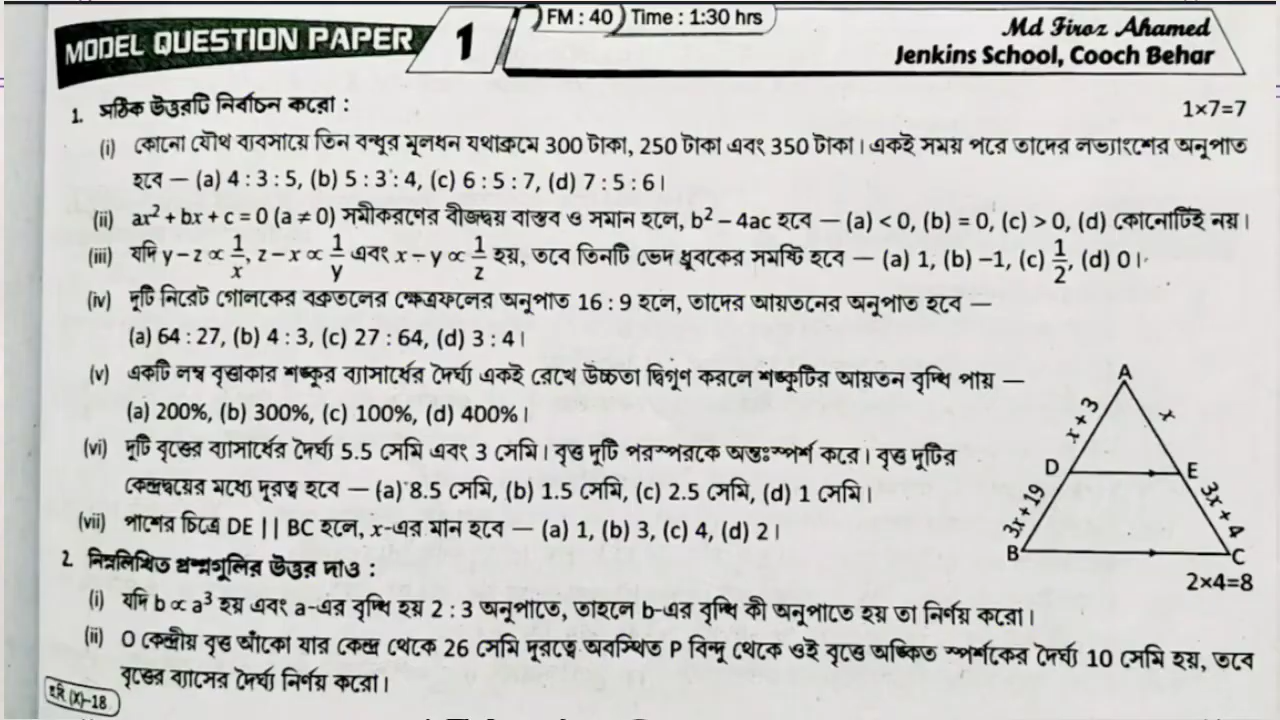 MODEL QUESTION PAPER 1 FM : 40 Time : 1:30 hrs
Md Firoz Ahamed
Jenkins School, Cooch Behar
1. সঠিক উত্তরটি নির্বাচন করো : 1×7=7
(i) কোনো যৌথ ব্যবসায়ে তিন বন্ধুর মূলধন যথাক্রমে 300 টাকা, 250 টাকা এবং 350 টাকা। একই সময় পরে তাদের লভ্যাংশের অনুপাত
হবে — (a) 4 : 3 : 5, (b) 5 : 3 : 4, (c) 6 : 5 : 7, (d) 7 : 5 : 6।
(ii) ax² + bx + c = 0 (a ≠ 0) সমীকরণের বীজদ্বয় বাস্তব ও সমান হলে, b² – 4ac হবে — (a) < 0, (b) = 0, (c) > 0, (d) কোনোটিই নয়।
(iii) যদি y – z ∝ 1/x, z – x ∝ 1/y এবং x – y ∝ 1/z হয়, তবে তিনটি ভেদ ধ্রুবকের সমষ্টি হবে — (a) 1, (b) –1, (c) 1/2, (d) 0।
(iv) দুটি নিরেট গোলকের বক্রতলের ক্ষেত্রফলের অনুপাত 16 : 9 হলে, তাদের আয়তনের অনুপাত হবে —
(a) 64 : 27, (b) 4 : 3, (c) 27 : 64, (d) 3 : 4।
(v) একটি লম্ব বৃত্তাকার শঙ্কুর ব্যাসার্ধের দৈর্ঘ্য একই রেখে উচ্চতা দ্বিগুণ করলে শঙ্কুটির আয়তন বৃদ্ধি পায় —
(a) 200%, (b) 300%, (c) 100%, (d) 400%।
(vi) দুটি বৃত্তের ব্যাসার্ধের দৈর্ঘ্য 5.5 সেমি এবং 3 সেমি। বৃত্ত দুটি পরস্পরকে অন্তঃস্পর্শ করে। বৃত্ত দুটির
কেন্দ্রদ্বয়ের মধ্যে দূরত্ব হবে — (a) 8.5 সেমি, (b) 1.5 সেমি, (c) 2.5 সেমি, (d) 1 সেমি।
(vii) পাশের চিত্রে DE || BC হলে, x-এর মান হবে — (a) 1, (b) 3, (c) 4, (d) 2।
A
x + 3 x
D E
3x + 19 3x + 4
B C
2. নিম্নলিখিত প্রশ্নগুলির উত্তর দাও : 2×4=8
(i) যদি b ∝ a³ হয় এবং a-এর বৃদ্ধি হয় 2 : 3 অনুপাতে, তাহলে b-এর বৃদ্ধি কী অনুপাতে হয় তা নির্ণয় করো।
(ii) O কেন্দ্রীয় বৃত্ত আঁকো যার কেন্দ্র থেকে 26 সেমি দূরত্বে অবস্থিত P বিন্দু থেকে ওই বৃত্তে অঙ্কিত স্পর্শকের দৈর্ঘ্য 10 সেমি হয়, তবে
বৃত্তের ব্যাসের দৈর্ঘ্য নির্ণয় করো।
(X)–18